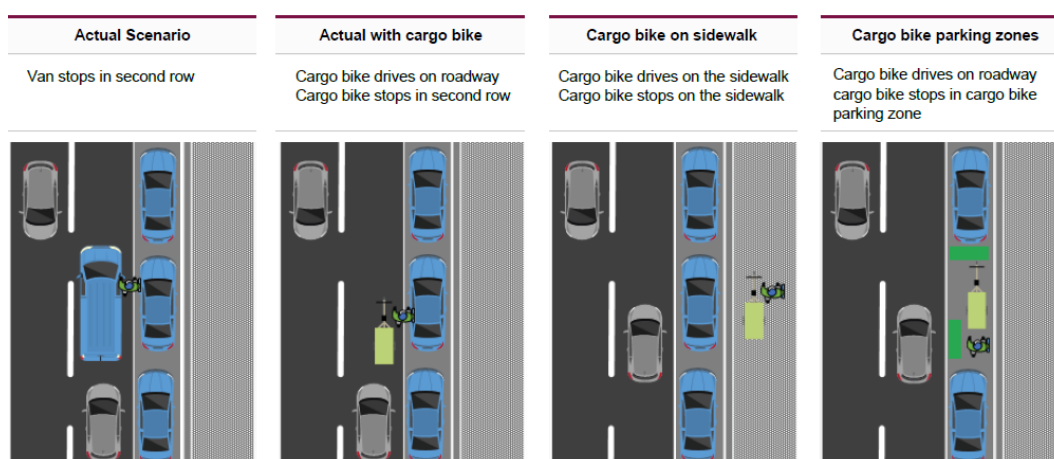 Actual Scenario
Van stops in second row
Actual with cargo bike
Cargo bike drives on roadway
Cargo bike stops in second row
Cargo bike on sidewalk
Cargo bike drives on the sidewalk
Cargo bike stops on the sidewalk
Cargo bike parking zones
Cargo bike drives on roadway
cargo bike stops in cargo bike
parking zone